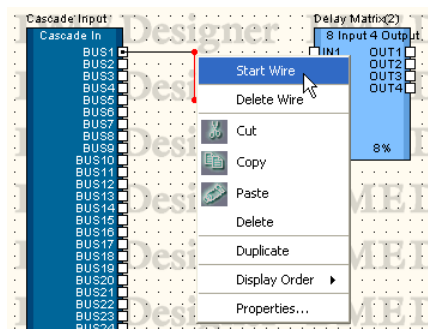 Cascade Input
Cascade In
BUS1
BUS2
BUS3
BUS4
BUS5
BUS6
BUS7
BUS8
BUS9
BUS10
BUS11
BUS12
BUS13
BUS14
BUS15
BUS16
BUS17
BUS18
BUS19
BUS20
BUS21
BUS22
BUS23
BUS24
Delay Matrix(2)
8 Input 4 Output
IN1 OUT1
OUT2
OUT3
OUT4
8%
Start Wire
Delete Wire
Cut
Copy
Paste
Delete
Duplicate
Display Order
Properties...
Designer